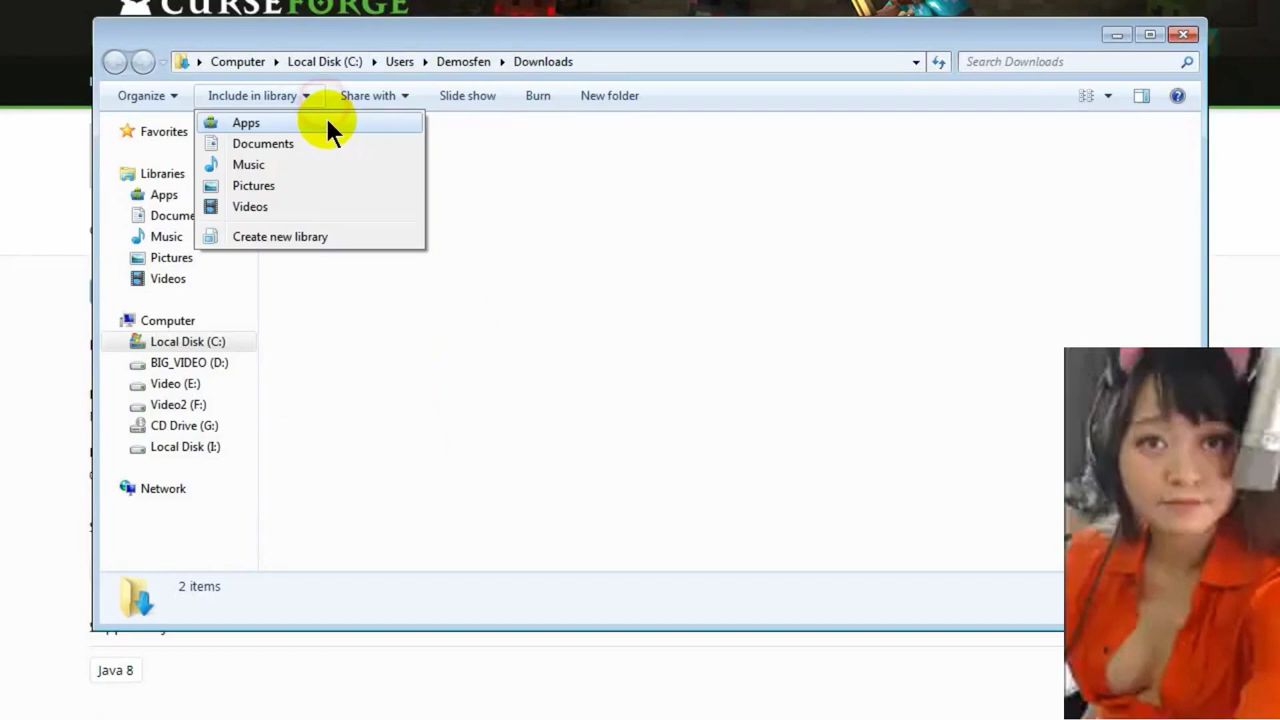 CURSEFORGE
Computer Local Disk (C:) Users Demosfen Downloads
Search Downloads
Organize Include in library Share with Slide show Burn New folder
Favorites
Libraries
Apps
Docume
Music
Pictures
Videos
Apps
Documents
Music
Pictures
Videos
Create new library
Computer
Local Disk (C:)
BIG_VIDEO (D:)
Video (E:)
Video2 (F:)
CD Drive (G:)
Local Disk (I:)
Network
2 items
Java 8